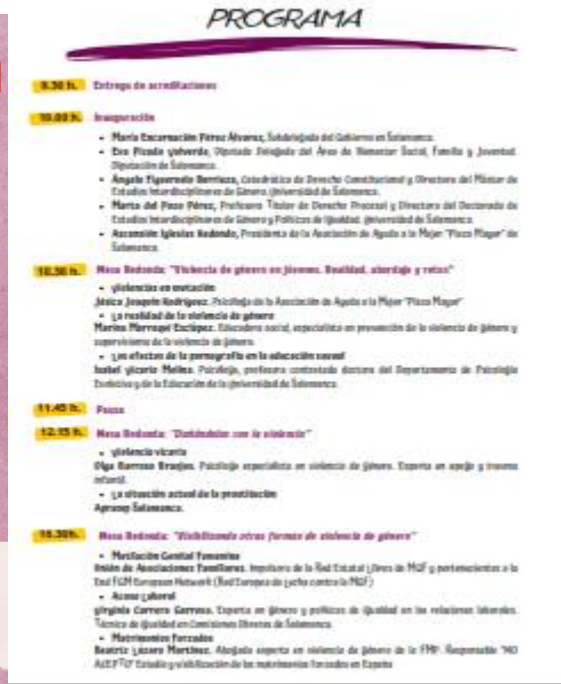 PROGRAMA
9.30 h. Entrega de acreditaciones
10.00 h. Inauguración
• María Encarnación Pérez Álvarez, Subdelegada del Gobierno en Salamanca.
• Eva Picado Valverde, Diputada Delegada del Área de Bienestar Social, Familia y Juventud.
Diputación de Salamanca.
• Ángela Figueruelo Burrieza, Catedrática de Derecho Constitucional y Directora del Máster de
Estudios Interdisciplinares de Género. Universidad de Salamanca.
• Marta del Pozo Pérez, Profesora Titular de Derecho Procesal y Directora del Doctorado de
Estudios Interdisciplinares de Género y Políticas de Igualdad. Universidad de Salamanca.
• Ascensión Iglesias Redondo, Presidenta de la Asociación de Ayuda a la Mujer "Plaza Mayor" de
Salamanca.
10.30 h. Mesa Redonda: "Violencia de género en jóvenes. Realidad, abordaje y retos"
• Violencias en mutación
Jésica Joaquín Rodríguez. Psicóloga de la Asociación de Ayuda a la Mujer "Plaza Mayor"
• La realidad de la violencia de género
Marina Marroquí Esclápez. Educadora social, especialista en prevención de la violencia de género y
superviviente de la violencia de género.
• Los efectos de la pornografía en la educación sexual
Isabel Vicario Molina. Psicóloga, profesora contratada doctora del Departamento de Psicología
Evolutiva y de la Educación de la Universidad de Salamanca.
11.45 h. Pausa
12.15 h. Mesa Redonda: "Dañándolas con la violencia"
• Violencia vicaria
Olga Barroso Braojos. Psicóloga especialista en violencia de género. Experta en apego y trauma
infantil.
• La situación actual de la prostitución
Apramp Salamanca.
16.30h. Mesa Redonda: "Visibilizando otras formas de violencia de género"
• Mutilación Genital Femenina
Unión de Asociaciones Familiares. Impulsora de la Red Estatal Libres de MGF y pertenecientes a la
End FGM European Network (Red Europea de Lucha contra la MGF)
• Acoso Laboral
Virginia Carrero Garrosa. Experta en género y políticas de igualdad en las relaciones laborales.
Técnica de igualdad en Comisiones Obreras de Salamanca.
• Matrimonios Forzados
Beatriz Lázaro Martínez. Abogada experta en violencia de género de la FMP. Responsable "NO
ACEPTO" Estudio y visibilización de los matrimonios forzados en España